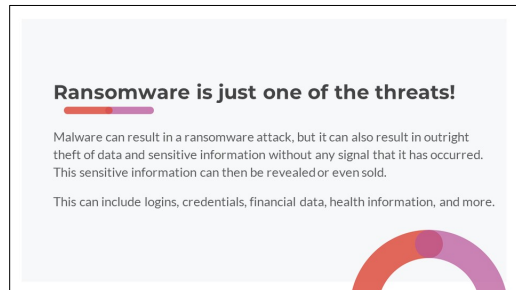 Ransomware is just one of the threats!
Malware can result in a ransomware attack, but it can also result in outright
theft of data and sensitive information without any signal that it has occurred.
This sensitive information can then be revealed or even sold.
This can include logins, credentials, financial data, health information, and more.